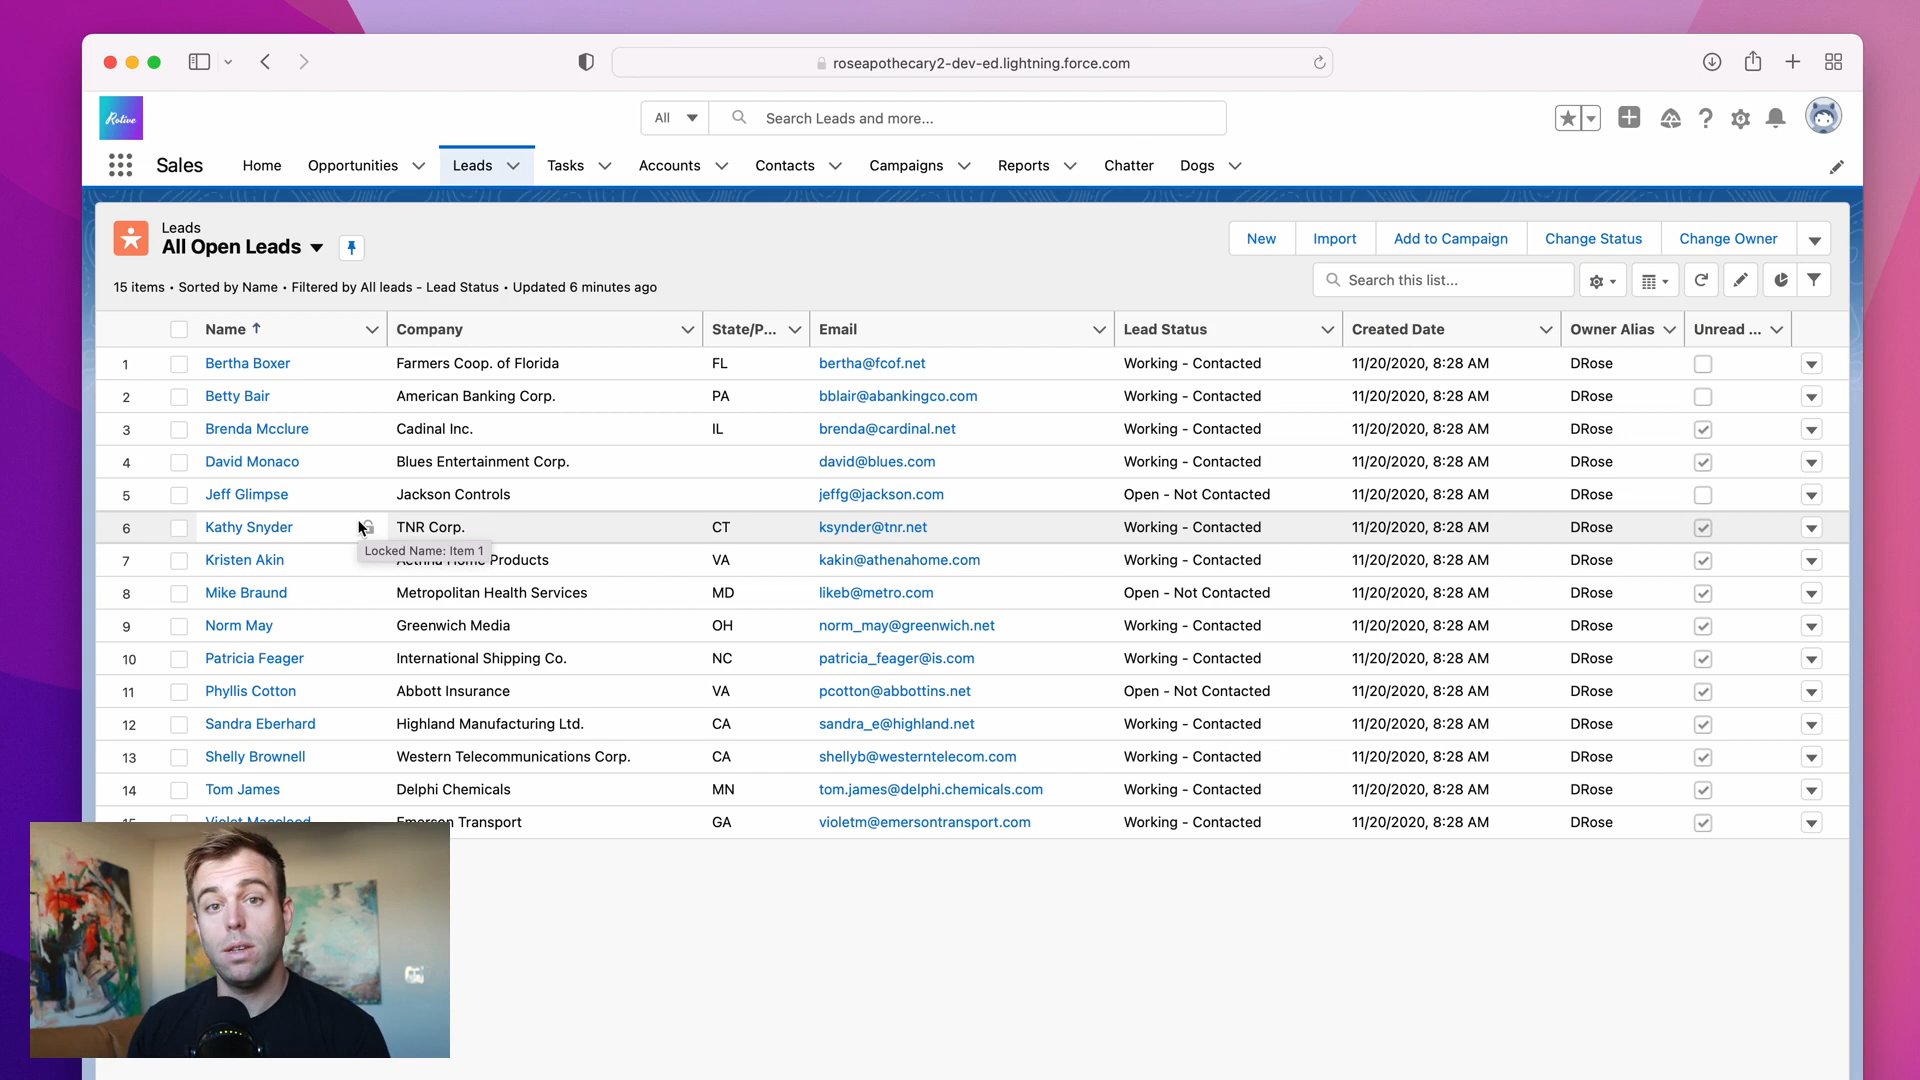 roseapothecary2-dev-ed.lightning.force.com
Rotive
All Search Leads and more...
Sales Home Opportunities Leads Tasks Accounts Contacts Campaigns Reports Chatter Dogs
Leads
All Open Leads
New Import Add to Campaign Change Status Change Owner
15 items • Sorted by Name • Filtered by All leads - Lead Status • Updated 6 minutes ago
Search this list...
Name ↑ Company State/P... Email Lead Status Created Date Owner Alias Unread ...
1 Bertha Boxer Farmers Coop. of Florida FL bertha@fcof.net Working - Contacted 11/20/2020, 8:28 AM DRose
2 Betty Bair American Banking Corp. PA bblair@abankingco.com Working - Contacted 11/20/2020, 8:28 AM DRose
3 Brenda Mcclure Cadinal Inc. IL brenda@cardinal.net Working - Contacted 11/20/2020, 8:28 AM DRose
4 David Monaco Blues Entertainment Corp. david@blues.com Working - Contacted 11/20/2020, 8:28 AM DRose
5 Jeff Glimpse Jackson Controls jeffg@jackson.com Open - Not Contacted 11/20/2020, 8:28 AM DRose
6 Kathy Snyder TNR Corp. CT ksynder@tnr.net Working - Contacted 11/20/2020, 8:28 AM DRose
Locked Name: Item 1
7 Kristen Akin Products VA kakin@athenahome.com Working - Contacted 11/20/2020, 8:28 AM DRose
8 Mike Braund Metropolitan Health Services MD likeb@metro.com Open - Not Contacted 11/20/2020, 8:28 AM DRose
9 Norm May Greenwich Media OH norm_may@greenwich.net Working - Contacted 11/20/2020, 8:28 AM DRose
10 Patricia Feager International Shipping Co. NC patricia_feager@is.com Working - Contacted 11/20/2020, 8:28 AM DRose
11 Phyllis Cotton Abbott Insurance VA pcotton@abbottins.net Open - Not Contacted 11/20/2020, 8:28 AM DRose
12 Sandra Eberhard Highland Manufacturing Ltd. CA sandra_e@highland.net Working - Contacted 11/20/2020, 8:28 AM DRose
13 Shelly Brownell Western Telecommunications Corp. CA shellyb@westerntelecom.com Working - Contacted 11/20/2020, 8:28 AM DRose
14 Tom James Delphi Chemicals MN tom.james@delphi.chemicals.com Working - Contacted 11/20/2020, 8:28 AM DRose
Transport GA violetm@emersontransport.com Working - Contacted 11/20/2020, 8:28 AM DRose